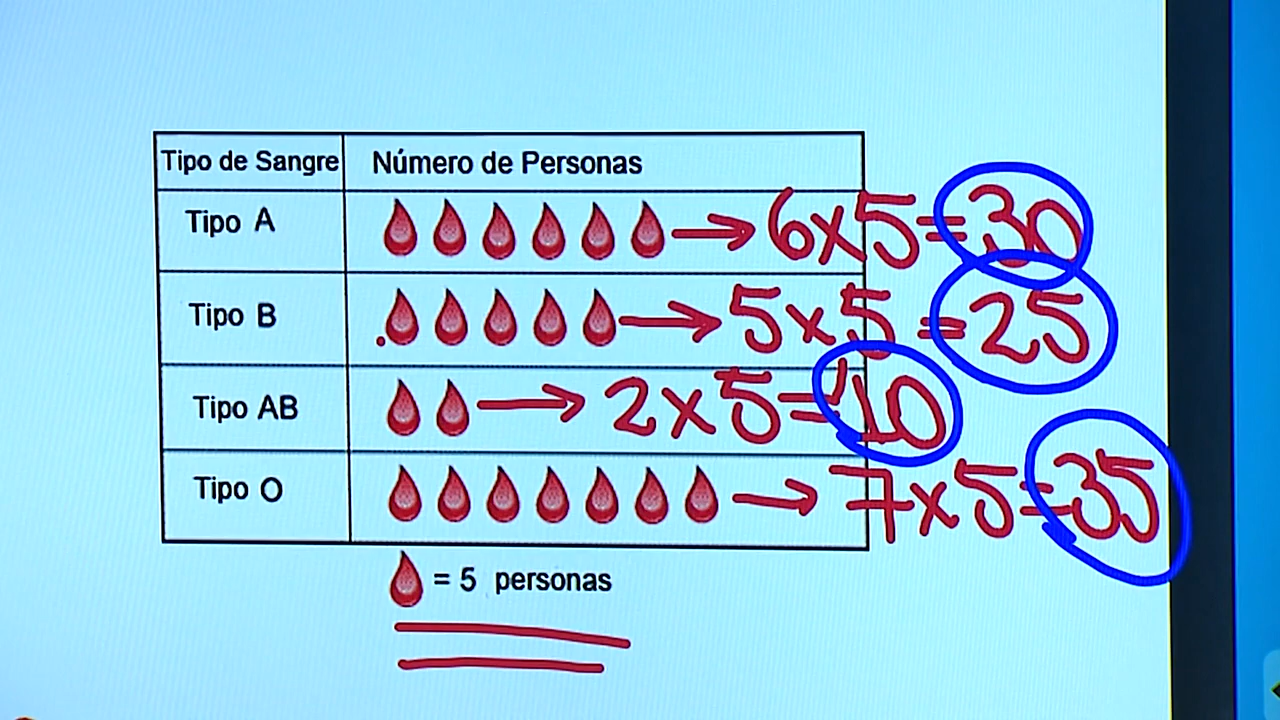 Tipo de Sangre Número de Personas
Tipo A → 6x5=30
Tipo B → 5x5=25
Tipo AB → 2x5=10
Tipo O → 7x5=35
= 5 personas